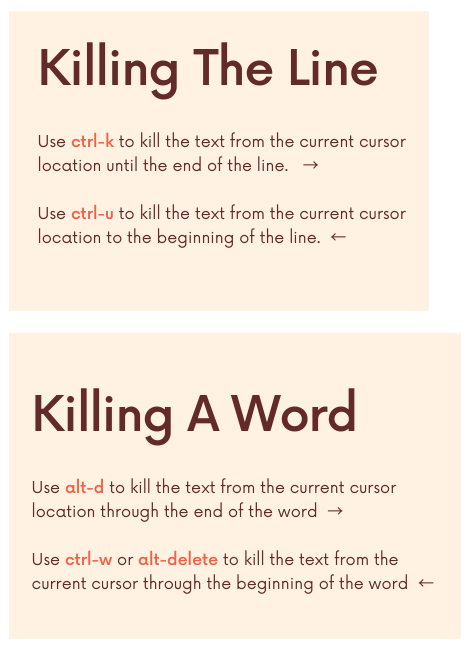 Killing The Line
Use ctrl-k to kill the text from the current cursor
location until the end of the line. →
Use ctrl-u to kill the text from the current cursor
location to the beginning of the line. ←
Killing A Word
Use alt-d to kill the text from the current cursor
location through the end of the word →
Use ctrl-w or alt-delete to kill the text from the
current cursor through the beginning of the word ←